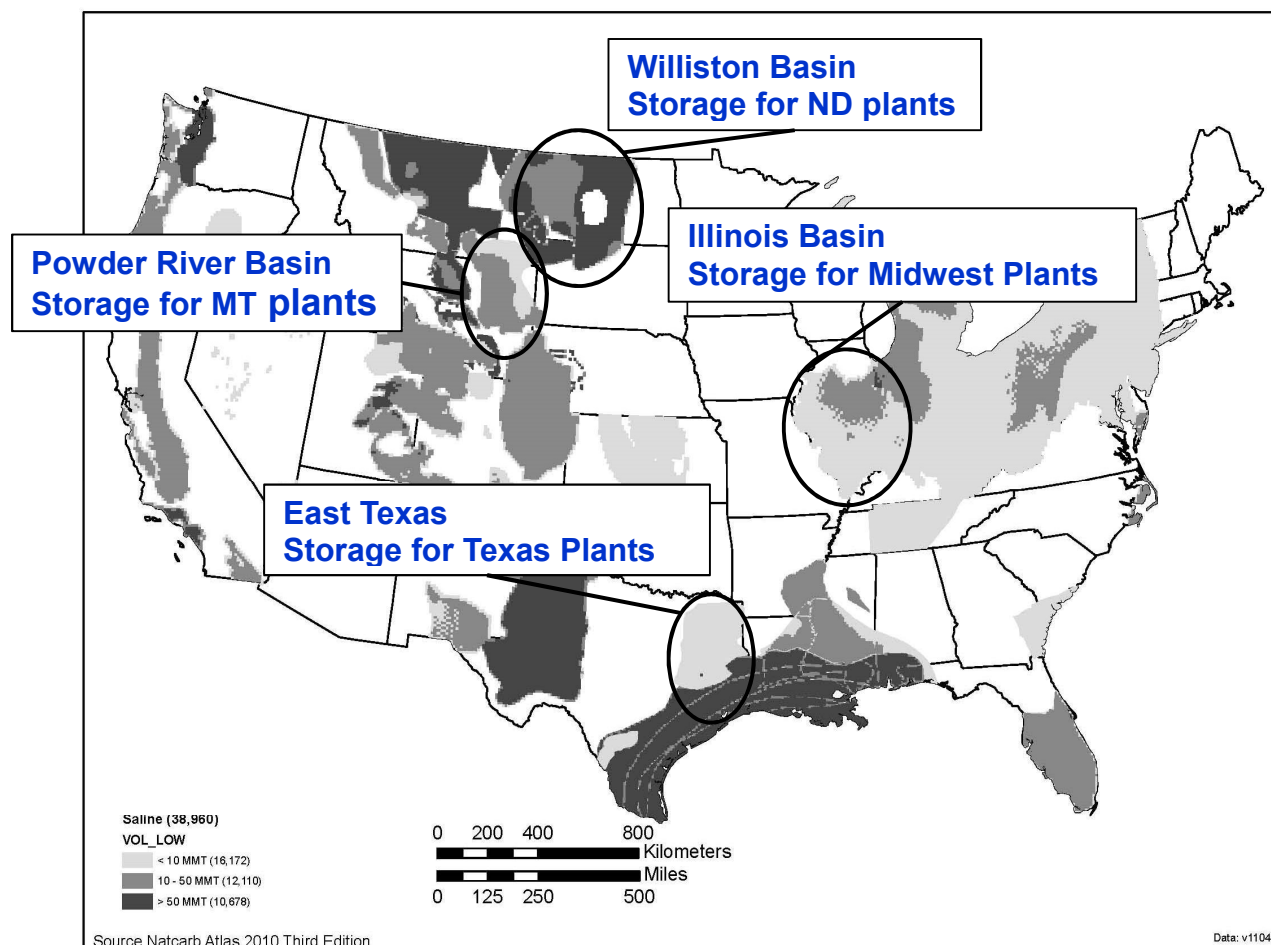 Williston Basin
Storage for ND plants
Illinois Basin
Storage for Midwest Plants
Powder River Basin
Storage for MT plants
East Texas
Storage for Texas Plants
Saline (38,960)
VOL_LOW
< 10 MMT (16,172)
10 - 50 MMT (12,110)
> 50 MMT (10,678)
0 200 400 800
Kilometers
Miles
0 125 250 500
Source Natcarb Atlas 2010 Third Edition
Data: v1104